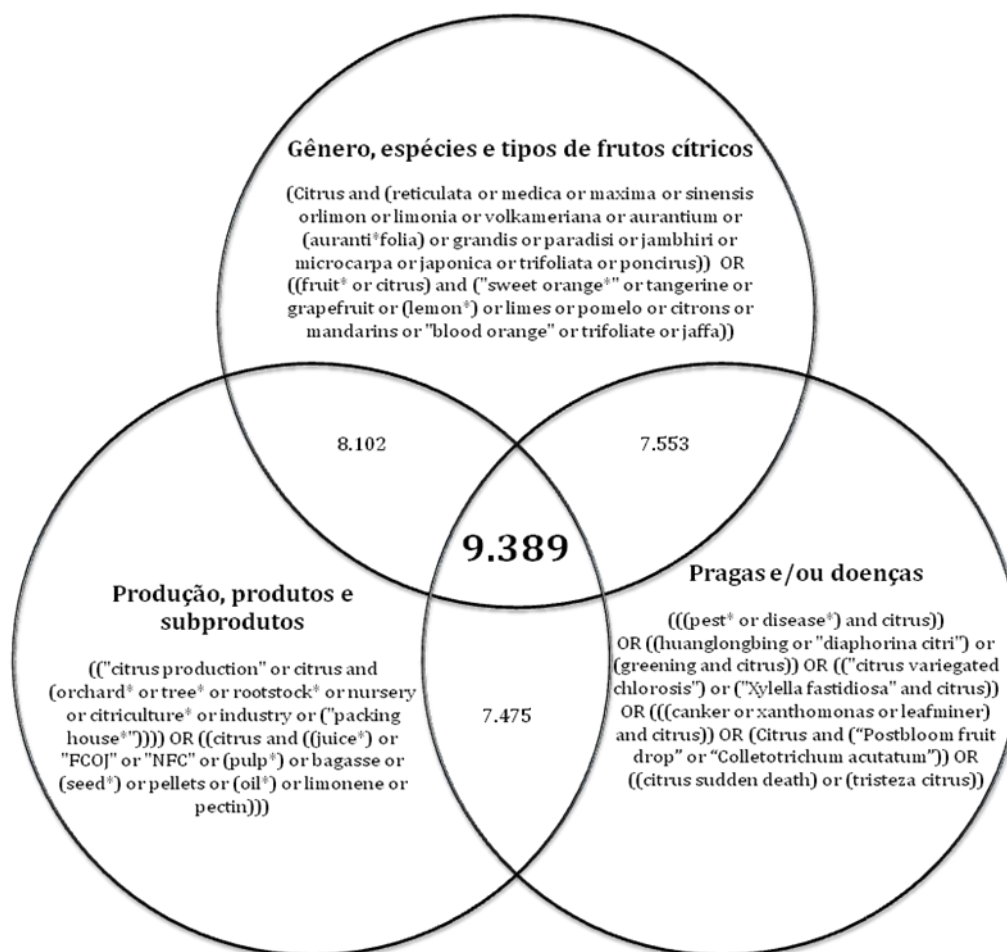 Gênero, espécies e tipos de frutos cítricos
(Citrus and (reticulata or medica or maxima or sinensis
orlimon or limonia or volkameriana or aurantium or
(auranti*folia) or grandis or paradisi or jambhiri or
microcarpa or japonica or trifoliata or poncirus)) OR
((fruit* or citrus) and ("sweet orange*" or tangerine or
grapefruit or (lemon*) or limes or pomelo or citrons or
mandarins or "blood orange" or trifoliate or jaffa))
8.102
7.553
9.389
Produção, produtos e
subprodutos
(("citrus production" or citrus and
(orchard* or tree* or rootstock* or nursery
or citriculture* or industry or ("packing
house*")))) OR ((citrus and ((juice*) or
"FCOJ" or "NFC" or (pulp*) or bagasse or
(seed*) or pellets or (oil*) or limonene or
pectin)))
7.475
Pragas e/ou doenças
(((pest* or disease*) and citrus))
OR ((huanglongbing or "diaphorina citri") or
(greening and citrus)) OR (("citrus variegated
chlorosis") or ("Xylella fastidiosa" and citrus))
OR (((canker or xanthomonas or leafminer)
and citrus)) OR (Citrus and (“Postbloom fruit
drop” or “Colletotrichum acutatum”)) OR
((citrus sudden death) or (tristeza citrus))